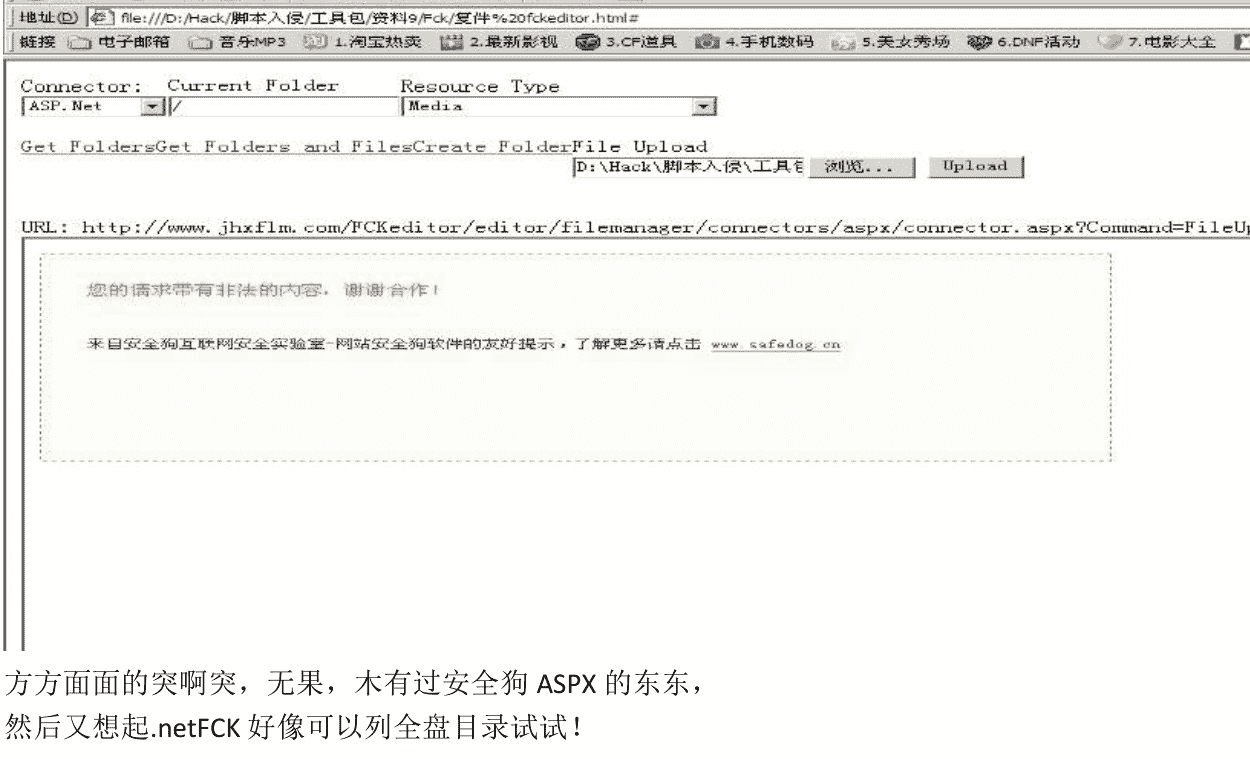 地址(D) file:///D:/Hack/脚本入侵/工具包/资料9/Fck/复件%20fckeditor.html#
链接 电子邮箱 音乐MP3 1.淘宝热卖 2.最新影视 3.CF道具 4.手机数码 5.美女秀场 6.DNF活动 7.电影大全
Connector: Current Folder Resource Type
ASP.Net / Media
Get FoldersGet Folders and FilesCreate FolderFile Upload
D:\Hack\脚本入侵\工具包 浏览... Upload
URL: http://www.jhxflm.com/FCKeditor/editor/filemanager/connectors/aspx/connector.aspx?Command=FileUp
您的请求带有非法的内容，谢谢合作！
来自安全狗互联网安全实验室-网站安全狗软件的友好提示，了解更多请点击 www.safedog.cn
方方面面的突啊突，无果，木有过安全狗 ASPX 的东东，
然后又想起.netFCK 好像可以列全盘目录试试！